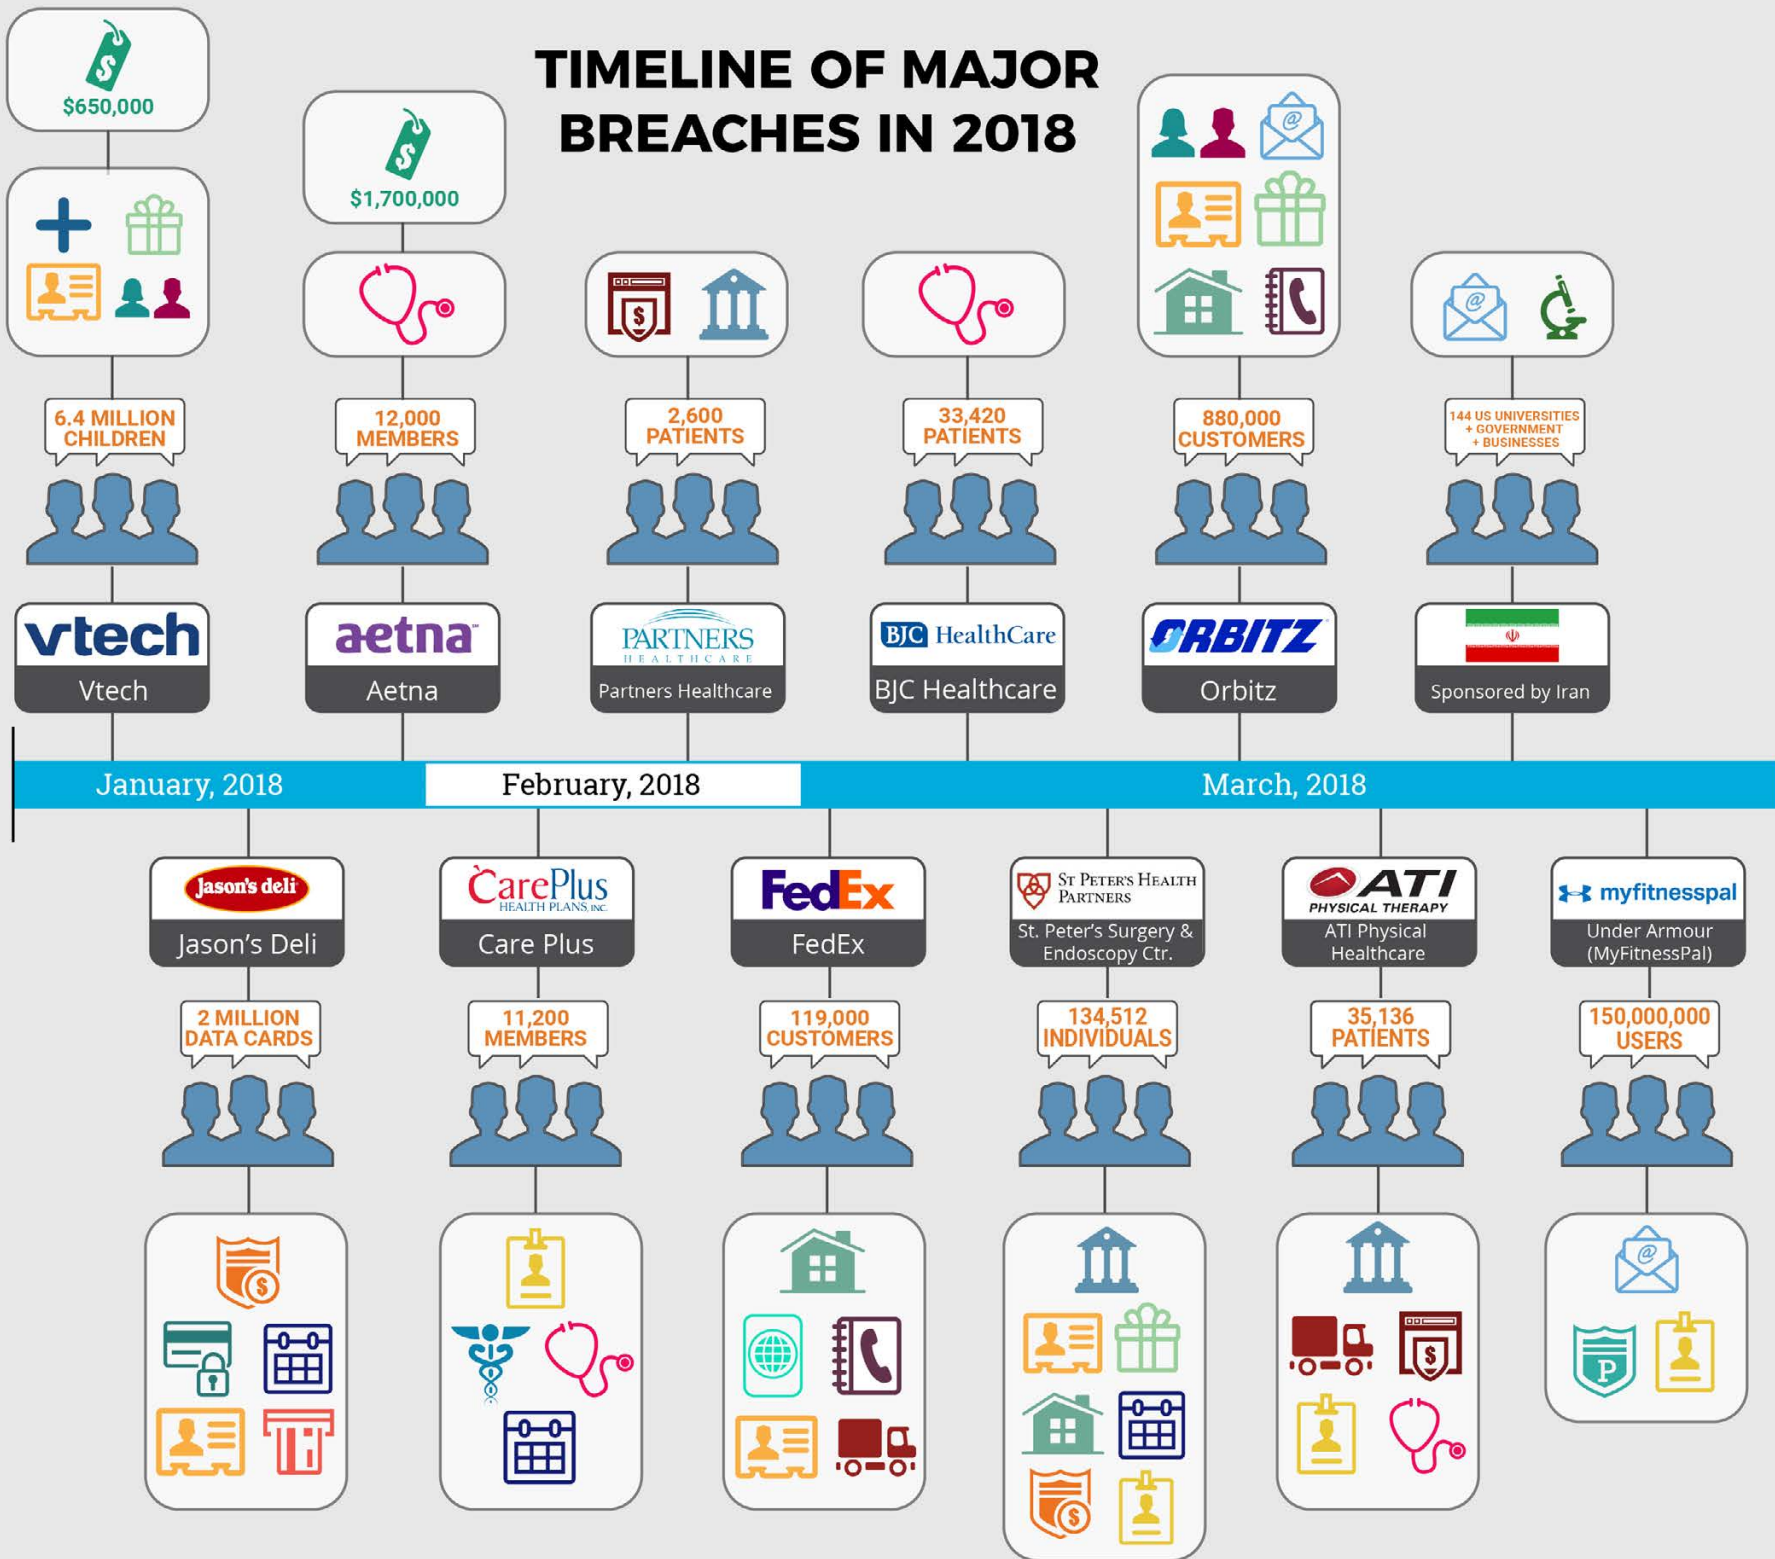 TIMELINE OF MAJOR
BREACHES IN 2018
$650,000
$1,700,000
$
$
@
$
@
6.4 MILLION
CHILDREN
12,000
MEMBERS
2,600
PATIENTS
33,420
PATIENTS
880,000
CUSTOMERS
144 US UNIVERSITIES
+ GOVERNMENT
+ BUSINESSES
vtech
Vtech
aetna™
Aetna
PARTNERS
HEALTHCARE
Partners Healthcare
BJC HealthCare
BJC Healthcare
ORBITZ
Orbitz
Sponsored by Iran
January, 2018
February, 2018
March, 2018
Jason's deli
Jason's Deli
CarePlus
HEALTH PLANS, INC.
Care Plus
FedEx
FedEx
ST PETER'S HEALTH
PARTNERS
St. Peter's Surgery &
Endoscopy Ctr.
ATI
PHYSICAL THERAPY
ATI Physical
Healthcare
myfitnesspal
Under Armour
(MyFitnessPal)
2 MILLION
DATA CARDS
11,200
MEMBERS
119,000
CUSTOMERS
134,512
INDIVIDUALS
35,136
PATIENTS
150,000,000
USERS
$
@
$
P
$